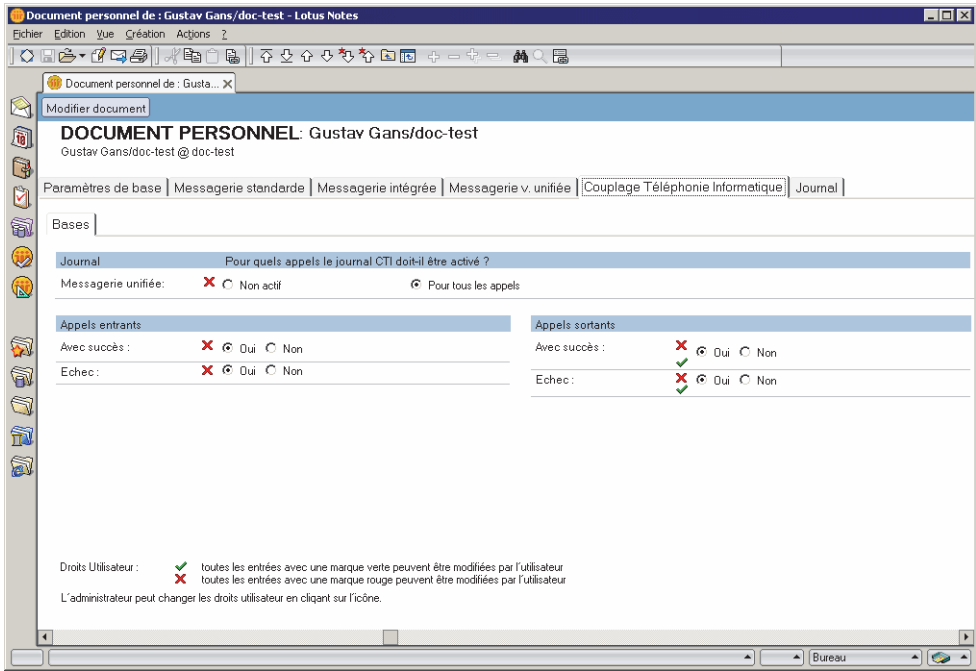 Document personnel de : Gustav Gans/doc-test - Lotus Notes
Fichier Edition Vue Création Actions ?
Document personnel de : Gusta...
Modifier document
DOCUMENT PERSONNEL: Gustav Gans/doc-test
Gustav Gans/doc-test @ doc-test
Paramètres de base Messagerie standarde Messagerie intégrée Messagerie v. unifiée Couplage Téléphonie Informatique Journal
Bases
Journal Pour quels appels le journal CTI doit-il être activé ?
Messagerie unifiée: Non actif Pour tous les appels
Appels entrants Appels sortants
Avec succès : Oui Non Avec succès : Oui Non
Echec : Oui Non Echec : Oui Non
Droits Utilisateur : toutes les entrées avec une marque verte peuvent être modifiées par l´utilisateur
toutes les entrées avec une marque rouge peuvent être modifiées par l´utilisateur
L´administrateur peut changer les droits utilisateur en cliqant sur l´icône.
Bureau